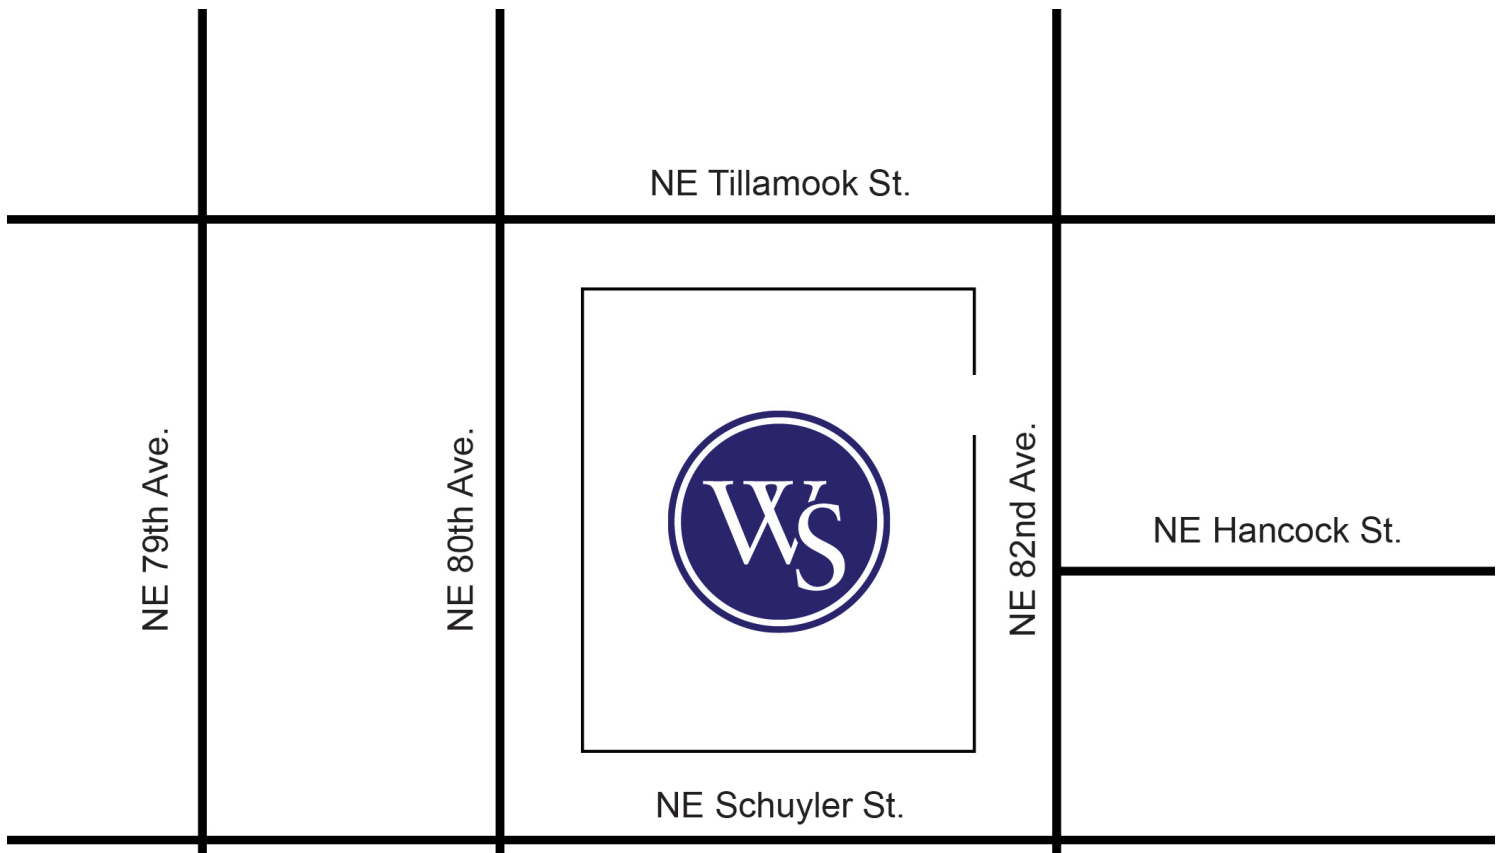 NE Tillamook St.
NE 79th Ave.
NE 80th Ave.
WS
NE 82nd Ave.
NE Hancock St.
NE Schuyler St.